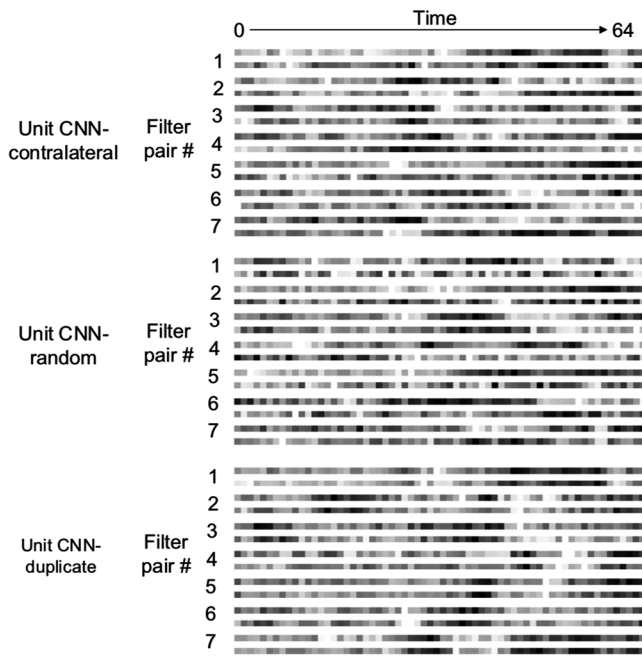 Time
0 64
Unit CNN-
contralateral
Filter
pair #
1
2
3
4
5
6
7
Unit CNN-
random
Filter
pair #
1
2
3
4
5
6
7
Unit CNN-
duplicate
Filter
pair #
1
2
3
4
5
6
7